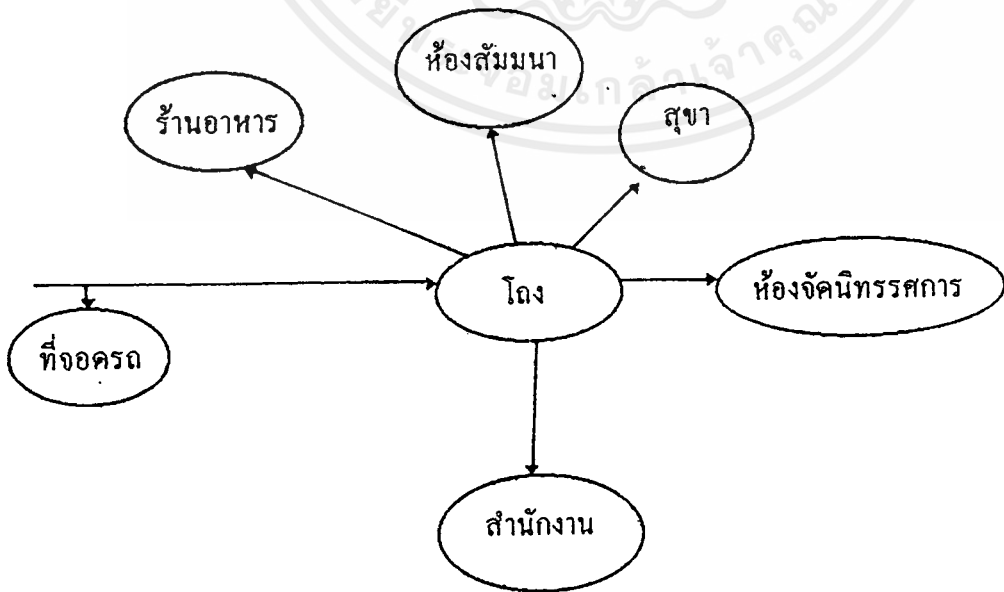 ห้องสัมมนา
ร้านอาหาร
สุขา
โถง
ห้องจัดนิทรรศการ
ที่จอดรถ
สำนักงาน